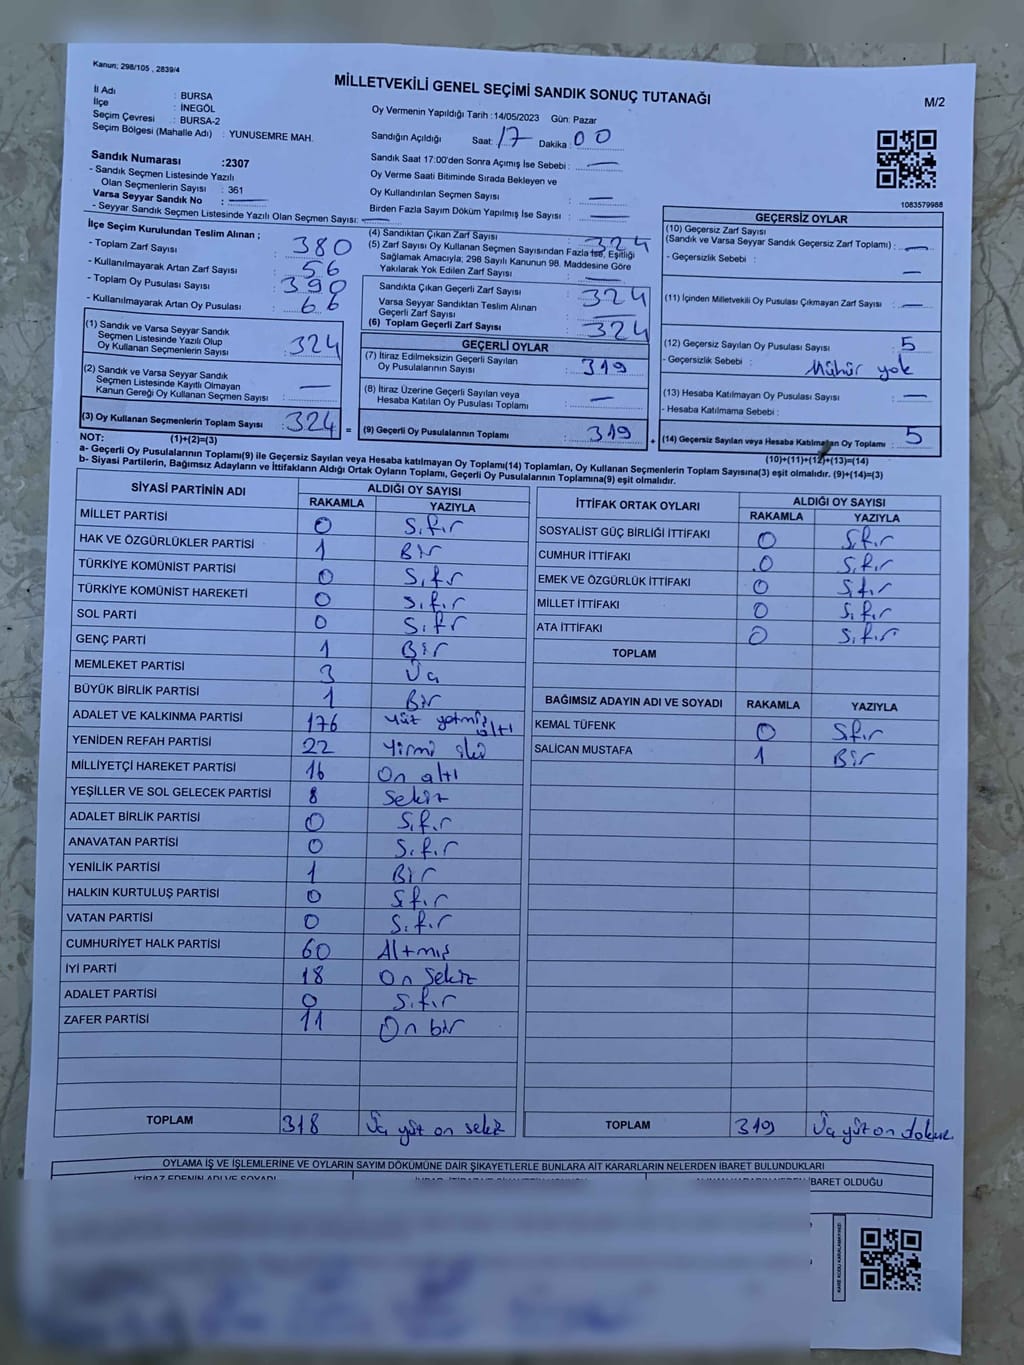 Kanun; 298/105 , 2839/4
MİLLETVEKİLİ GENEL SEÇİMİ SANDIK SONUÇ TUTANAĞI
M/2
İl Adı : BURSA
İlçe : İNEGÖL
Seçim Çevresi : BURSA-2
Seçim Bölgesi (Mahalle Adı) : YUNUSEMRE MAH.
Sandık Numarası :2307
- Sandık Seçmen Listesinde Yazılı
Olan Seçmenlerin Sayısı : 361
Varsa Seyyar Sandık No : —
- Seyyar Sandık Seçmen Listesinde Yazılı Olan Seçmen Sayısı: —
Oy Vermenin Yapıldığı Tarih :14/05/2023 Gün: Pazar
Sandığın Açıldığı Saat: 17 Dakika: 00
Sandık Saat 17:00'den Sonra Açımış İse Sebebi : —
Oy Verme Saati Bitiminde Sırada Bekleyen ve
Oy Kullandırılan Seçmen Sayısı : —
Birden Fazla Sayım Döküm Yapılmış İse Sayısı : —
1083579988
İlçe Seçim Kurulundan Teslim Alınan ;
- Toplam Zarf Sayısı : 380
- Kullanılmayarak Artan Zarf Sayısı : 56
- Toplam Oy Pusulası Sayısı : 390
- Kullanılmayarak Artan Oy Pusulası : 66
(1) Sandık ve Varsa Seyyar Sandık
Seçmen Listesinde Yazılı Olup
Oy Kullanan Seçmenlerin Sayısı : 324
(2) Sandık ve Varsa Seyyar Sandık
Seçmen Listesinde Kayıtlı Olmayan
Kanun Gereği Oy Kullanan Seçmen Sayısı : —
(3) Oy Kullanan Seçmenlerin Toplam Sayısı : 324 =
(1)+(2)=(3)
(4) Sandıktan Çıkan Zarf Sayısı : 324
(5) Zarf Sayısı Oy Kullanan Seçmen Sayısından Fazla İse, Eşitliği
Sağlamak Amacıyla; 298 Sayılı Kanunun 98. Maddesine Göre
Yakılarak Yok Edilen Zarf Sayısı : —
Sandıkta Çıkan Geçerli Zarf Sayısı : 324
Varsa Seyyar Sandıktan Teslim Alınan
Geçerli Zarf Sayısı : —
(6) Toplam Geçerli Zarf Sayısı : 324
GEÇERLİ OYLAR
(7) İtiraz Edilmeksizin Geçerli Sayılan
Oy Pusulalarının Sayısı : 319
(8) İtiraz Üzerine Geçerli Sayılan veya
Hesaba Katılan Oy Pusulası Toplamı : —
(9) Geçerli Oy Pusulalarının Toplamı : 319 +
GEÇERSİZ OYLAR
(10) Geçersiz Zarf Sayısı
(Sandık ve Varsa Seyyar Sandık Geçersiz Zarf Toplamı) : —
- Geçersizlik Sebebi : —
(11) İçinden Milletvekili Oy Pusulası Çıkmayan Zarf Sayısı : —
(12) Geçersiz Sayılan Oy Pusulası Sayısı : 5
- Geçersizlik Sebebi : Mühür yok
(13) Hesaba Katılmayan Oy Pusulası Sayısı : —
- Hesaba Katılmama Sebebi :
(14) Geçersiz Sayılan veya Hesaba Katılmayan Oy Toplamı : 5
(10)+(11)+(12)+(13)=(14)
NOT:
a- Geçerli Oy Pusulalarının Toplamı(9) ile Geçersiz Sayılan veya Hesaba katılmayan Oy Toplamı(14) Toplamları, Oy Kullanan Seçmenlerin Toplam Sayısına(3) eşit olmalıdır. (9)+(14)=(3)
b- Siyasi Partilerin, Bağımsız Adayların ve İttifakların Aldığı Ortak Oyların Toplamı, Geçerli Oy Pusulalarının Toplamına(9) eşit olmalıdır.
SİYASİ PARTİNİN ADI ALDIĞI OY SAYISI
RAKAMLA YAZIYLA
MİLLET PARTİSİ 0 Sıfır
HAK VE ÖZGÜRLÜKLER PARTİSİ 1 Bir
TÜRKİYE KOMÜNİST PARTİSİ 0 Sıfır
TÜRKİYE KOMÜNİST HAREKETİ 0 Sıfır
SOL PARTİ 0 Sıfır
GENÇ PARTİ 1 Bir
MEMLEKET PARTİSİ 3 Üç
BÜYÜK BİRLİK PARTİSİ 1 Bir
ADALET VE KALKINMA PARTİSİ 176 Yüz yetmiş altı
YENİDEN REFAH PARTİSİ 22 Yirmi iki
MİLLİYETÇİ HAREKET PARTİSİ 16 On altı
YEŞİLLER VE SOL GELECEK PARTİSİ 8 Sekiz
ADALET BİRLİK PARTİSİ 0 Sıfır
ANAVATAN PARTİSİ 0 Sıfır
YENİLİK PARTİSİ 1 Bir
HALKIN KURTULUŞ PARTİSİ 0 Sıfır
VATAN PARTİSİ 0 Sıfır
CUMHURİYET HALK PARTİSİ 60 Altmış
İYİ PARTİ 18 On Sekiz
ADALET PARTİSİ 0 Sıfır
ZAFER PARTİSİ 11 On bir
TOPLAM 318 Üç yüz on sekiz
İTTİFAK ORTAK OYLARI ALDIĞI OY SAYISI
RAKAMLA YAZIYLA
SOSYALİST GÜÇ BİRLİĞİ İTTİFAKI 0 Sıfır
CUMHUR İTTİFAKI 0 Sıfır
EMEK VE ÖZGÜRLÜK İTTİFAKI 0 Sıfır
MİLLET İTTİFAKI 0 Sıfır
ATA İTTİFAKI 0 Sıfır
TOPLAM
BAĞIMSIZ ADAYIN ADI VE SOYADI RAKAMLA YAZIYLA
KEMAL TÜFENK 0 Sıfır
SALİCAN MUSTAFA 1 Bir
TOPLAM 319 Üç yüz on dokuz
OYLAMA İŞ VE İŞLEMLERİNE VE OYLARIN SAYIM DÖKÜMÜNE DAİR ŞİKAYETLERLE BUNLARA AİT KARARLARIN NELERDEN İBARET BULUNDUKLARI
İTİRAZ EDENİN ADI VE SOYADI
İBARET OLDUĞU